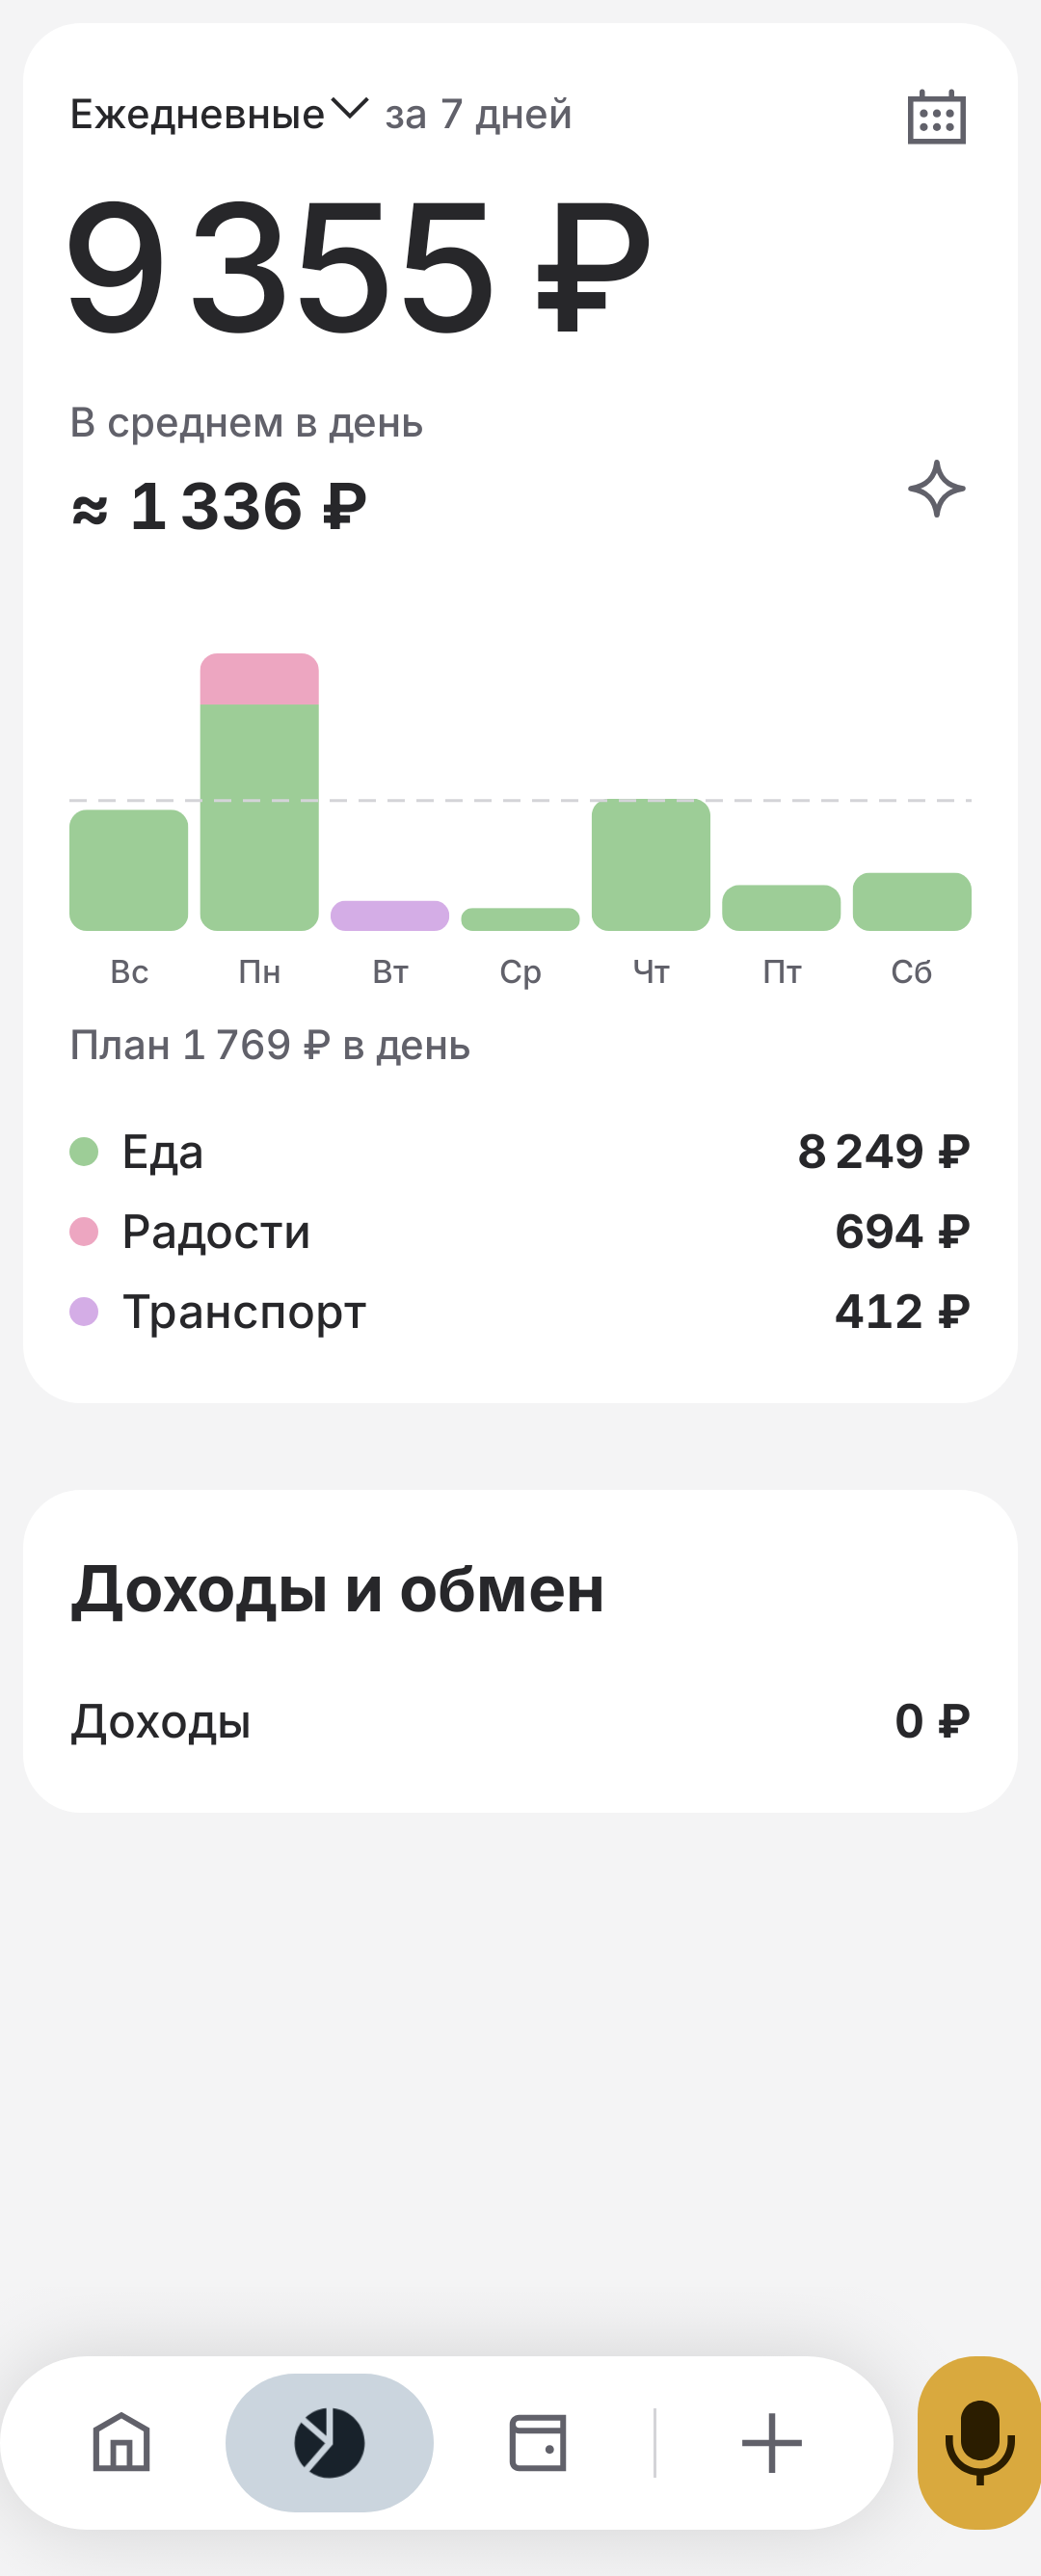 Ежедневные за 7 дней
9 355 ₽
В среднем в день
≈ 1 336 ₽
Вс Пн Вт Ср Чт Пт Сб
План 1 769 ₽ в день
Еда 8 249 ₽
Радости 694 ₽
Транспорт 412 ₽
Доходы и обмен
Доходы 0 ₽